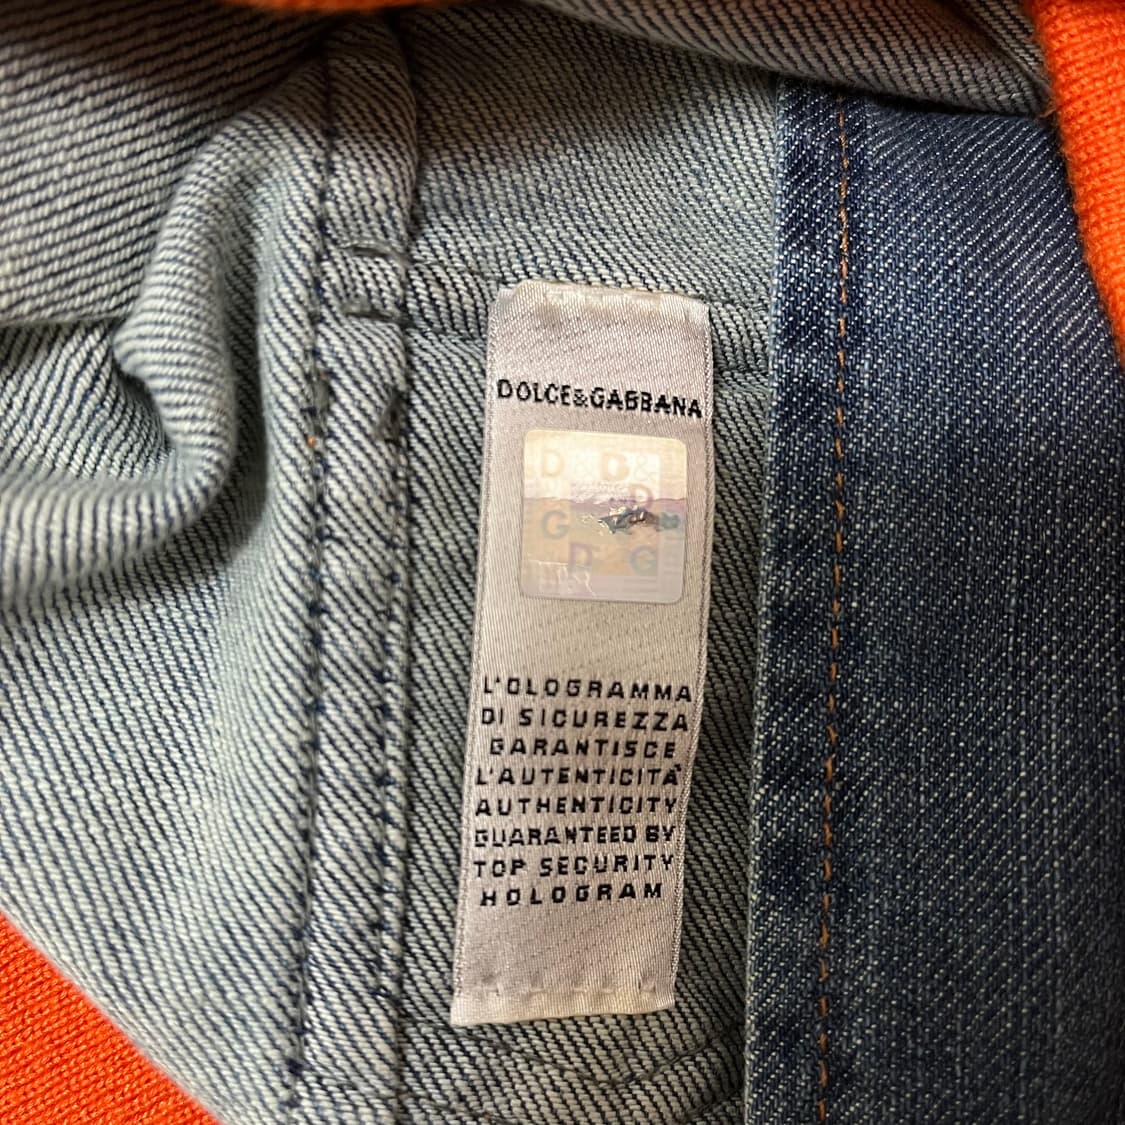 DOLCE&GABBANA
D & D &
D
G
D G
L'OLOGRAMMA
DI SICUREZZA
GARANTISCE
L'AUTENTICITÀ
AUTHENTICITY
GUARANTEED BY
TOP SECURITY
HOLOGRAM